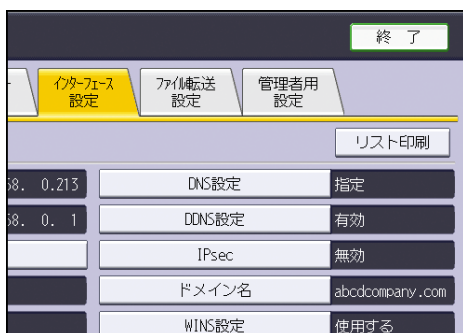 終 了
インターフェース
設定
ファイル転送
設定
管理者用
設定
リスト印刷
68. 0.213 DNS設定 指定
68. 0. 1 DDNS設定 有効
IPsec 無効
ドメイン名 abcdcompany.com
WINS設定 使用する